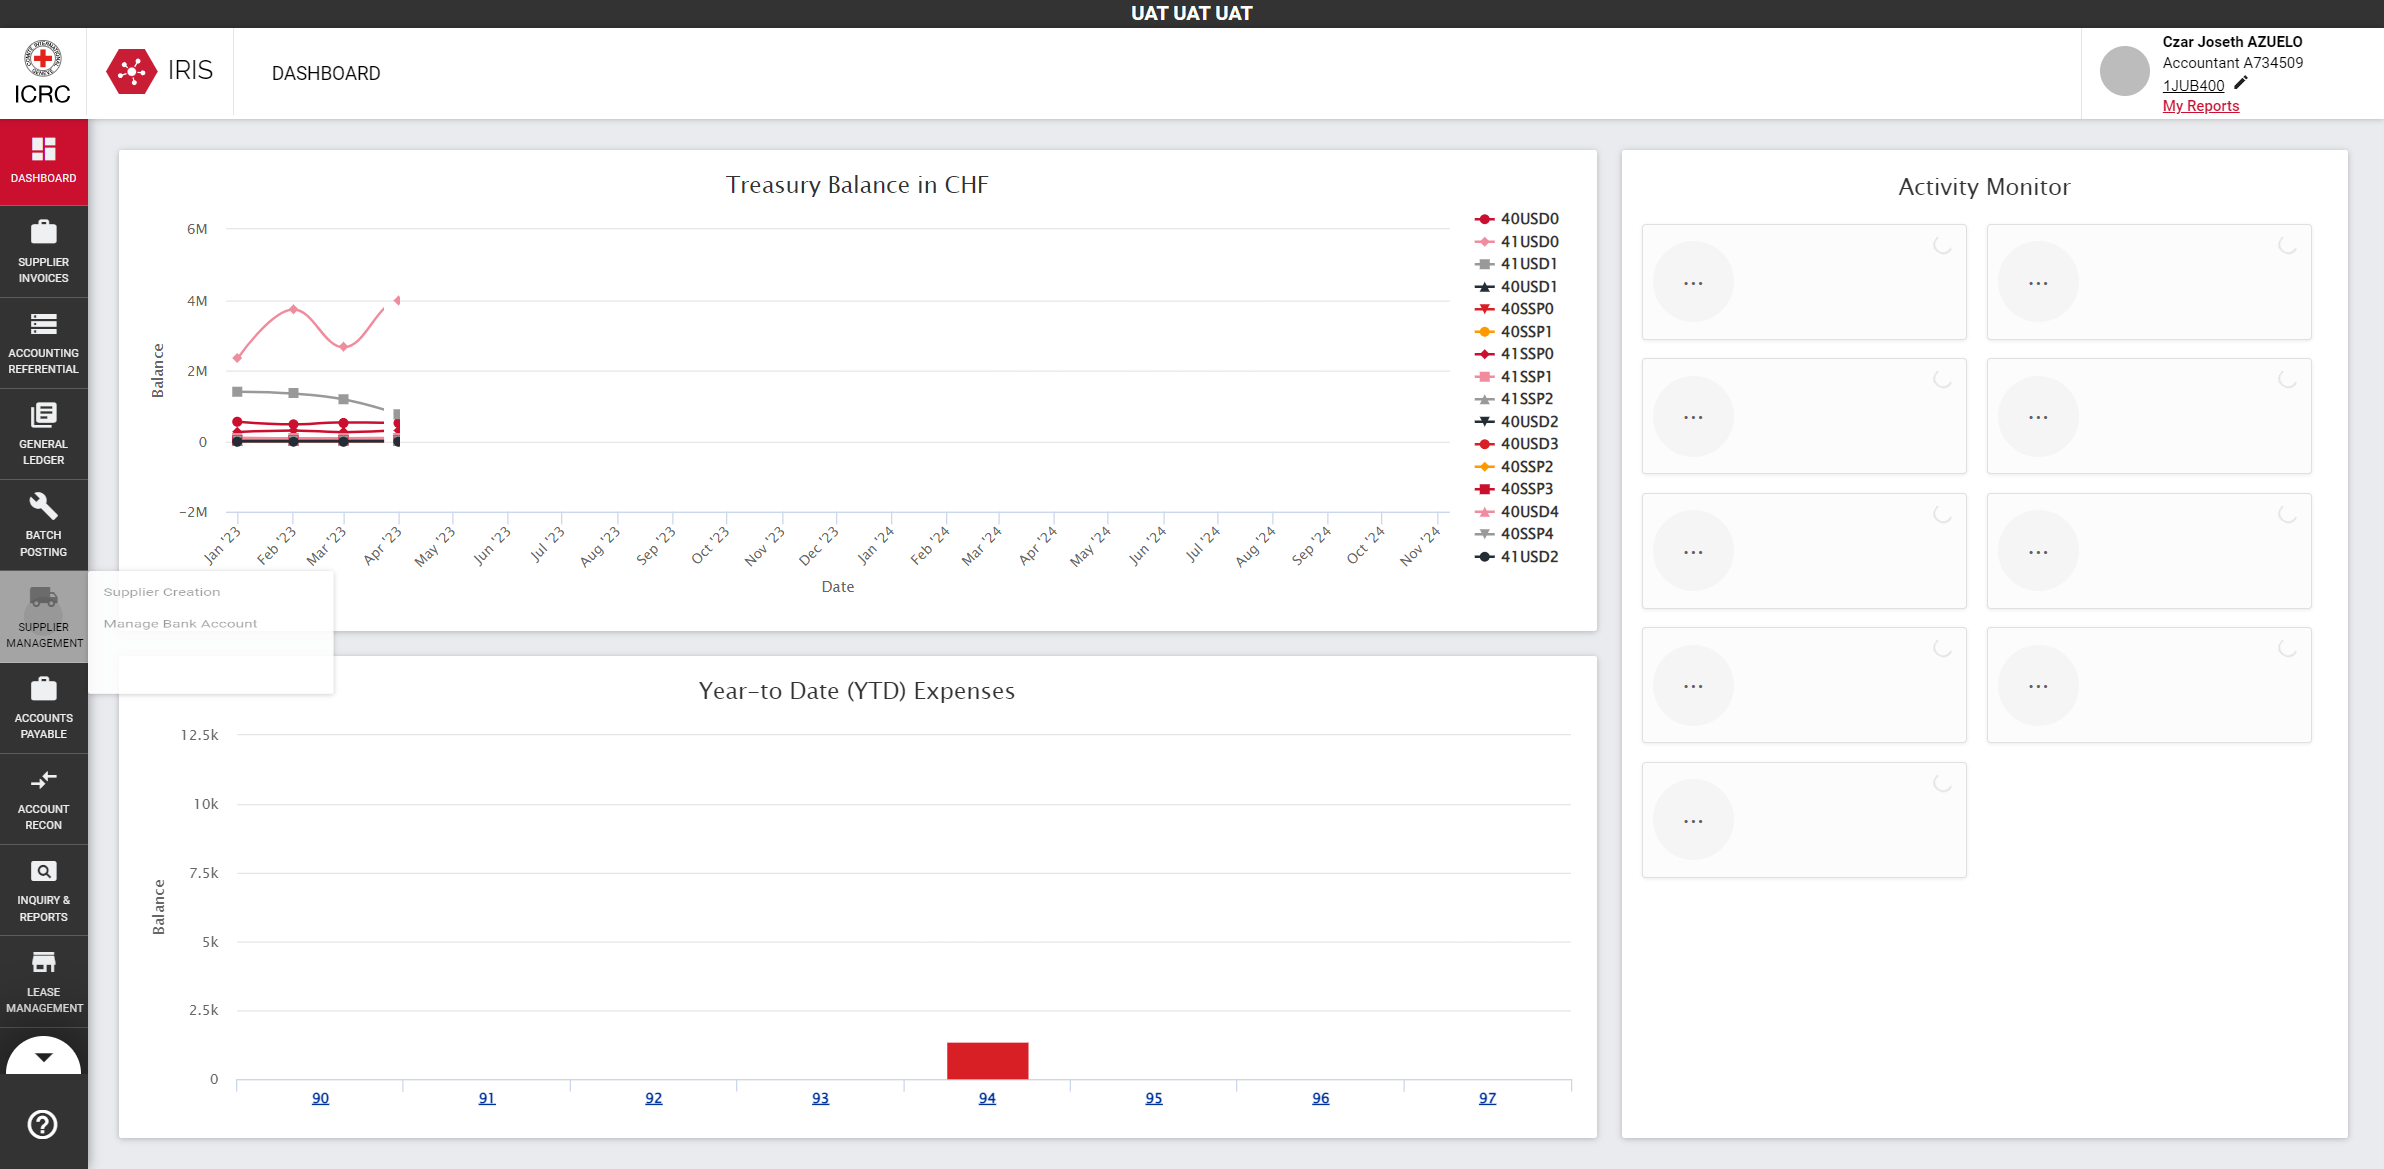 UAT UAT UAT
ICRC
IRIS
DASHBOARD
Czar Joseth AZUELO
Accountant A734509
1JUB400
My Reports
DASHBOARD
SUPPLIER
INVOICES
ACCOUNTING
REFERENTIAL
GENERAL
LEDGER
BATCH
POSTING
SUPPLIER
MANAGEMENT
ACCOUNTS
PAYABLE
ACCOUNT
RECON
INQUIRY &
REPORTS
LEASE
MANAGEMENT
Supplier Creation
Manage Bank Account
Treasury Balance in CHF
Balance
6M
4M
2M
0
-2M
Jan '23
Feb '23
Mar '23
Apr '23
May '23
Jun '23
Jul '23
Aug '23
Sep '23
Oct '23
Nov '23
Dec '23
Jan '24
Feb '24
Mar '24
Apr '24
May '24
Jun '24
Jul '24
Aug '24
Sep '24
Oct '24
Nov '24
Date
40USD0
41USD0
41USD1
40USD1
40SSP0
40SSP1
41SSP0
41SSP1
41SSP2
40USD2
40USD3
40SSP2
40SSP3
40USD4
40SSP4
41USD2
Year-to Date (YTD) Expenses
Balance
12.5k
10k
7.5k
5k
2.5k
0
90
91
92
93
94
95
96
97
Activity Monitor
...
...
...
...
...
...
...
...
...